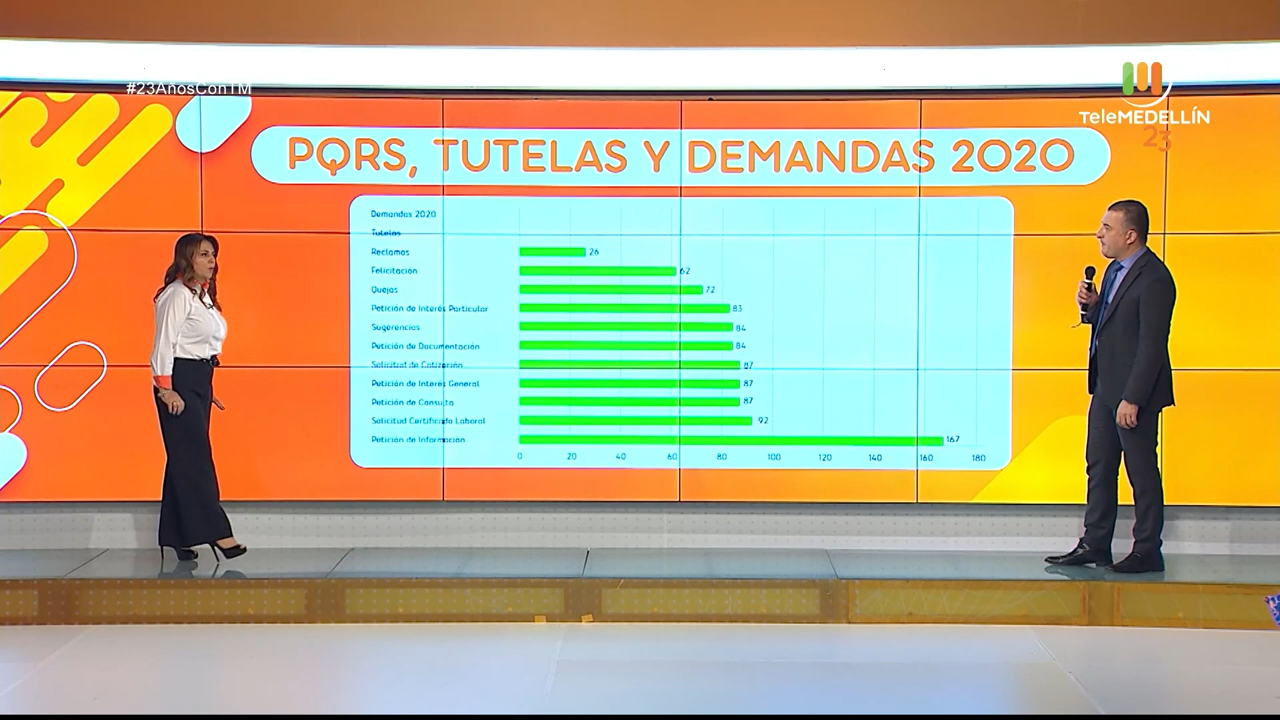 #23AñosConTM
TeleMEDELLÍN
23
PQRS, TUTELAS Y DEMANDAS 2020
Demandas 2020
Tutelas
Reclamos 26
Felicitación 62
Quejas 72
Petición de Interés Particular 83
Sugerencias 84
Petición de Documentación 84
Solicitud de Cotización 87
Petición de Interés General 87
Petición de Consulta 87
Solicitud Certificado Laboral 92
Petición de Información 167
0 20 40 60 80 100 120 140 160 180